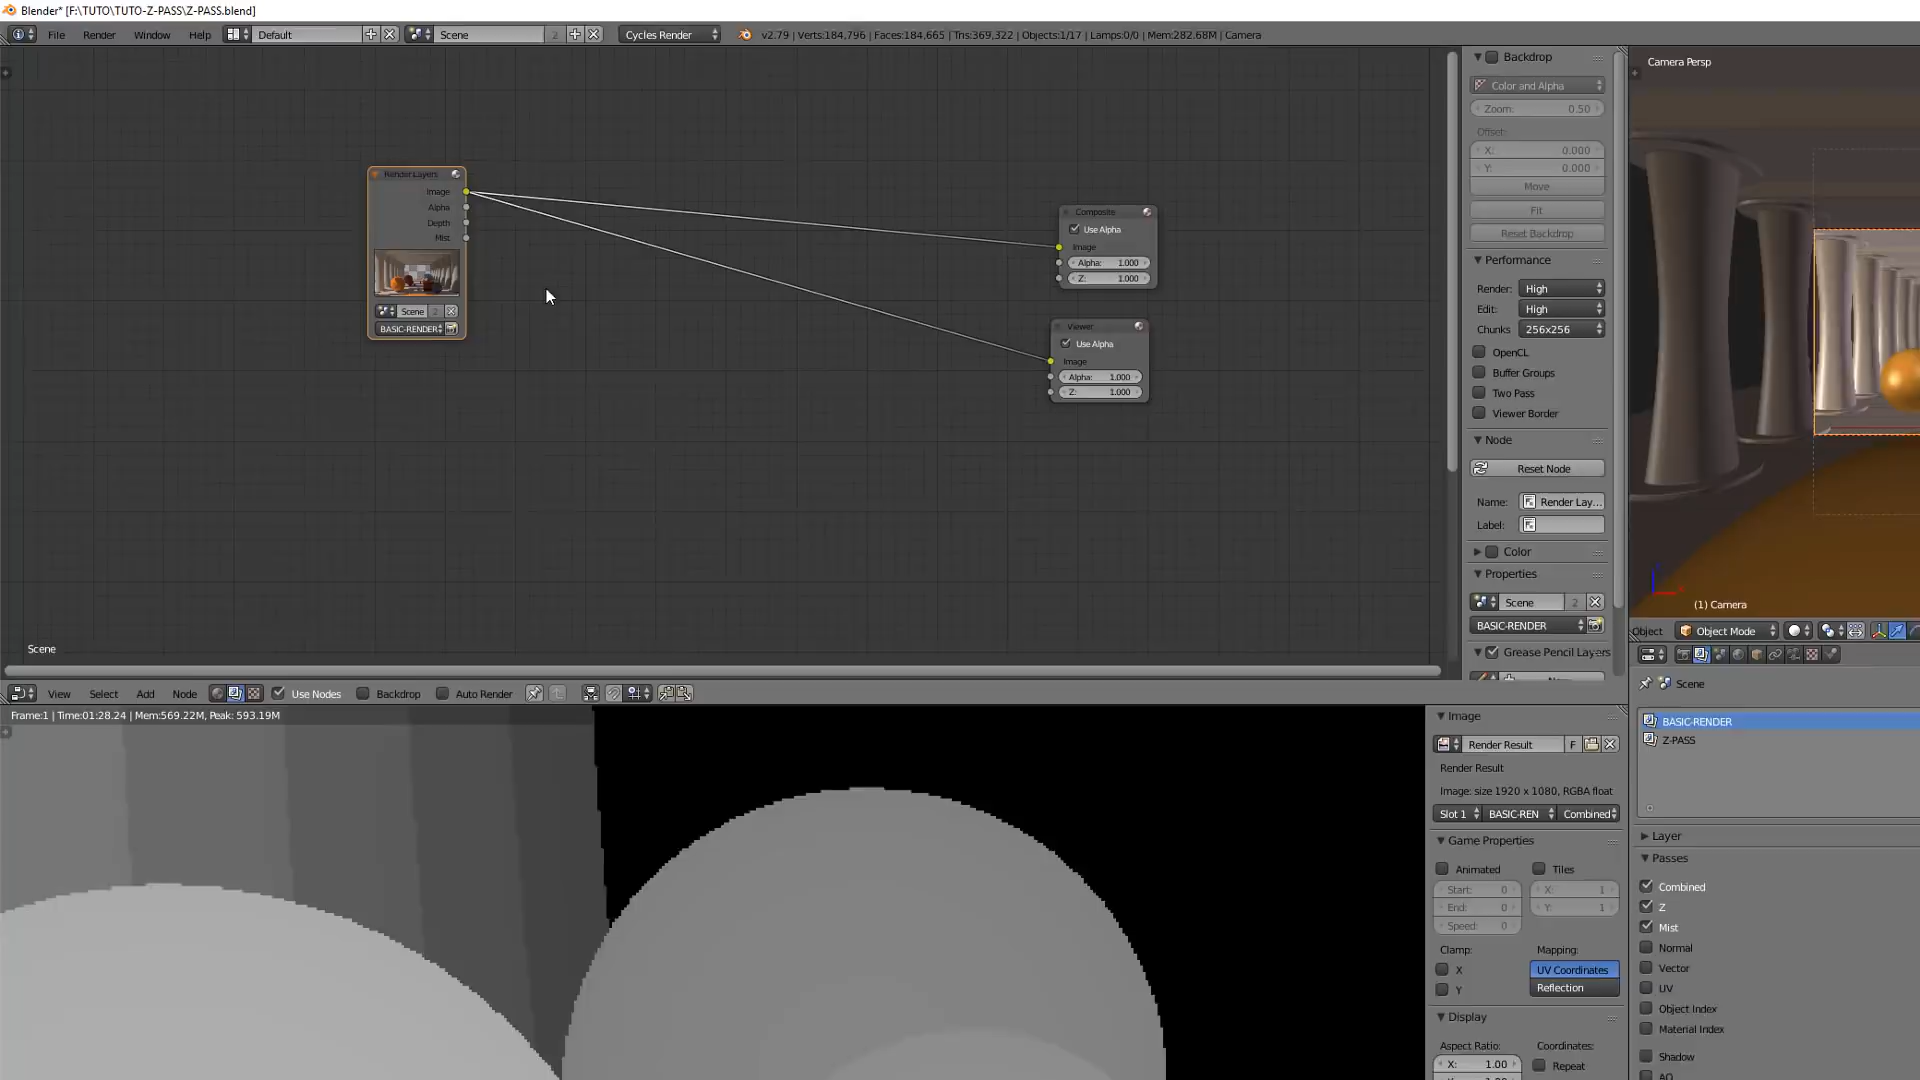 Blender* [F:\TUTO\TUTO-Z-PASS\Z-PASS.blend]
File Render Window Help Default Scene 2 Cycles Render v2.79 | Verts:184,796 | Faces:184,665 | Tris:369,322 | Objects:1/17 | Lamps:0/0 | Mem:282.68M | Camera
Render Layers
Image
Alpha
Depth
Mist
Scene 2
BASIC-RENDER
Composite
Use Alpha
Image
Alpha: 1.000
Z: 1.000
Viewer
Use Alpha
Image
Alpha: 1.000
Z: 1.000
Scene
Backdrop
Color and Alpha
Zoom: 0.50
Offset:
X: 0.000
Y: 0.000
Move
Fit
Reset Backdrop
Performance
Render: High
Edit: High
Chunks 256x256
OpenCL
Buffer Groups
Two Pass
Viewer Border
Node
Reset Node
Name: Render Lay...
Label:
Color
Properties
Scene 2
BASIC-RENDER
Grease Pencil Layers
Camera Persp
(1) Camera
Object Object Mode
View Select Add Node Use Nodes Backdrop Auto Render
Frame:1 | Time:01:28.24 | Mem:569.22M, Peak: 593.19M
Image
Render Result F
Render Result
Image: size 1920 x 1080, RGBA float
Slot 1 BASIC-REN Combined
Game Properties
Animated Tiles
Start: 0 X: 1
End: 0 Y: 1
Speed: 0
Clamp: Mapping:
X UV Coordinates
Y Reflection
Display
Aspect Ratio: Coordinates:
X: 1.00 Repeat
Scene
BASIC-RENDER
Z-PASS
Layer
Passes
Combined
Z
Mist
Normal
Vector
UV
Object Index
Material Index
Shadow
AO